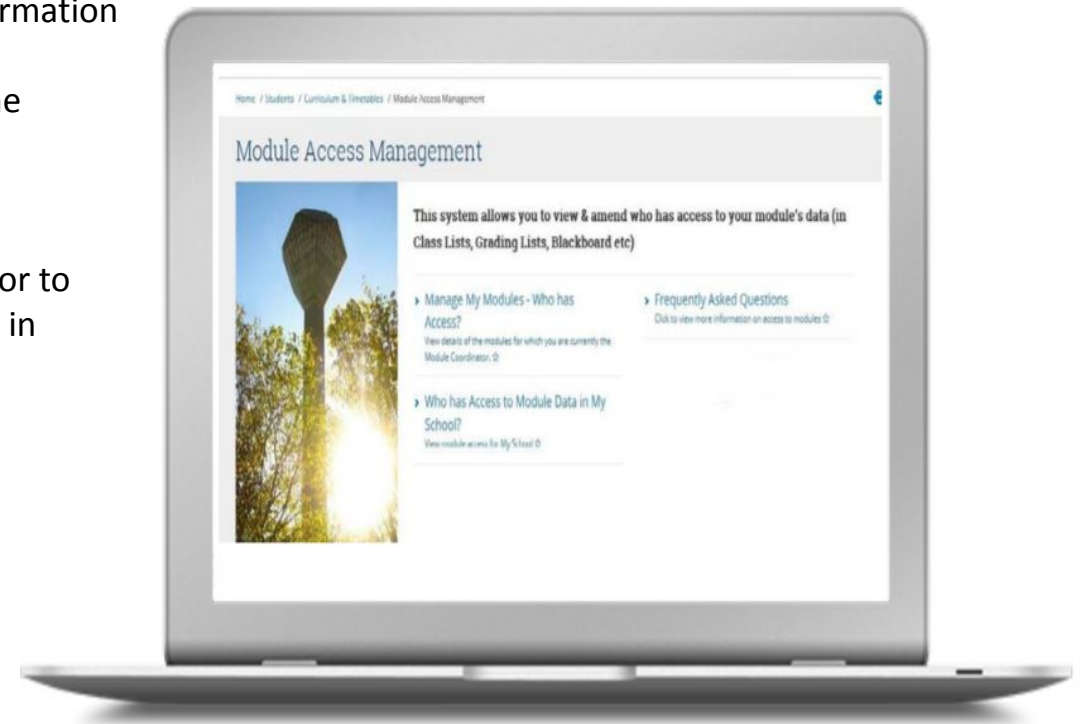 rmation
e
or to
in
Home / Students / Curriculum & Timetables / Module Access Management
Module Access Management
This system allows you to view & amend who has access to your module's data (in
Class Lists, Grading Lists, Blackboard etc)
Manage My Modules - Who has
Access?
View details of the modules for which you are currently the
Module Coordinator.
Who has Access to Module Data in My
School?
View module access for My School
Frequently Asked Questions
Click to view more information on access to modules